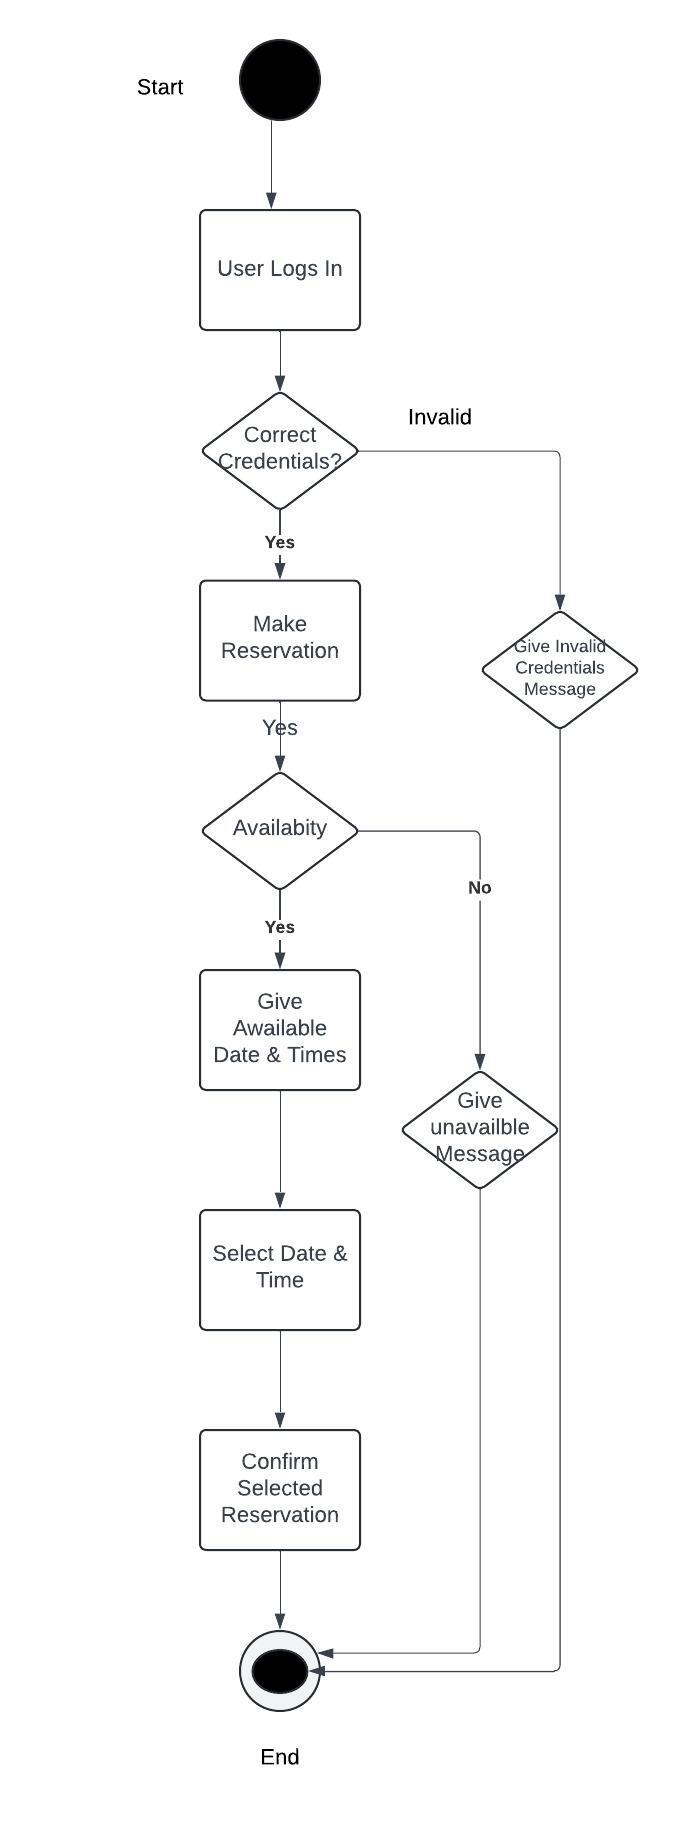 Start
User Logs In
Correct
Credentials?
Invalid
Yes
Make
Reservation
Give Invalid
Credentials
Message
Yes
Availabity
No
Yes
Give
Awailable
Date & Times
Give
unavailble
Message
Select Date &
Time
Confirm
Selected
Reservation
End